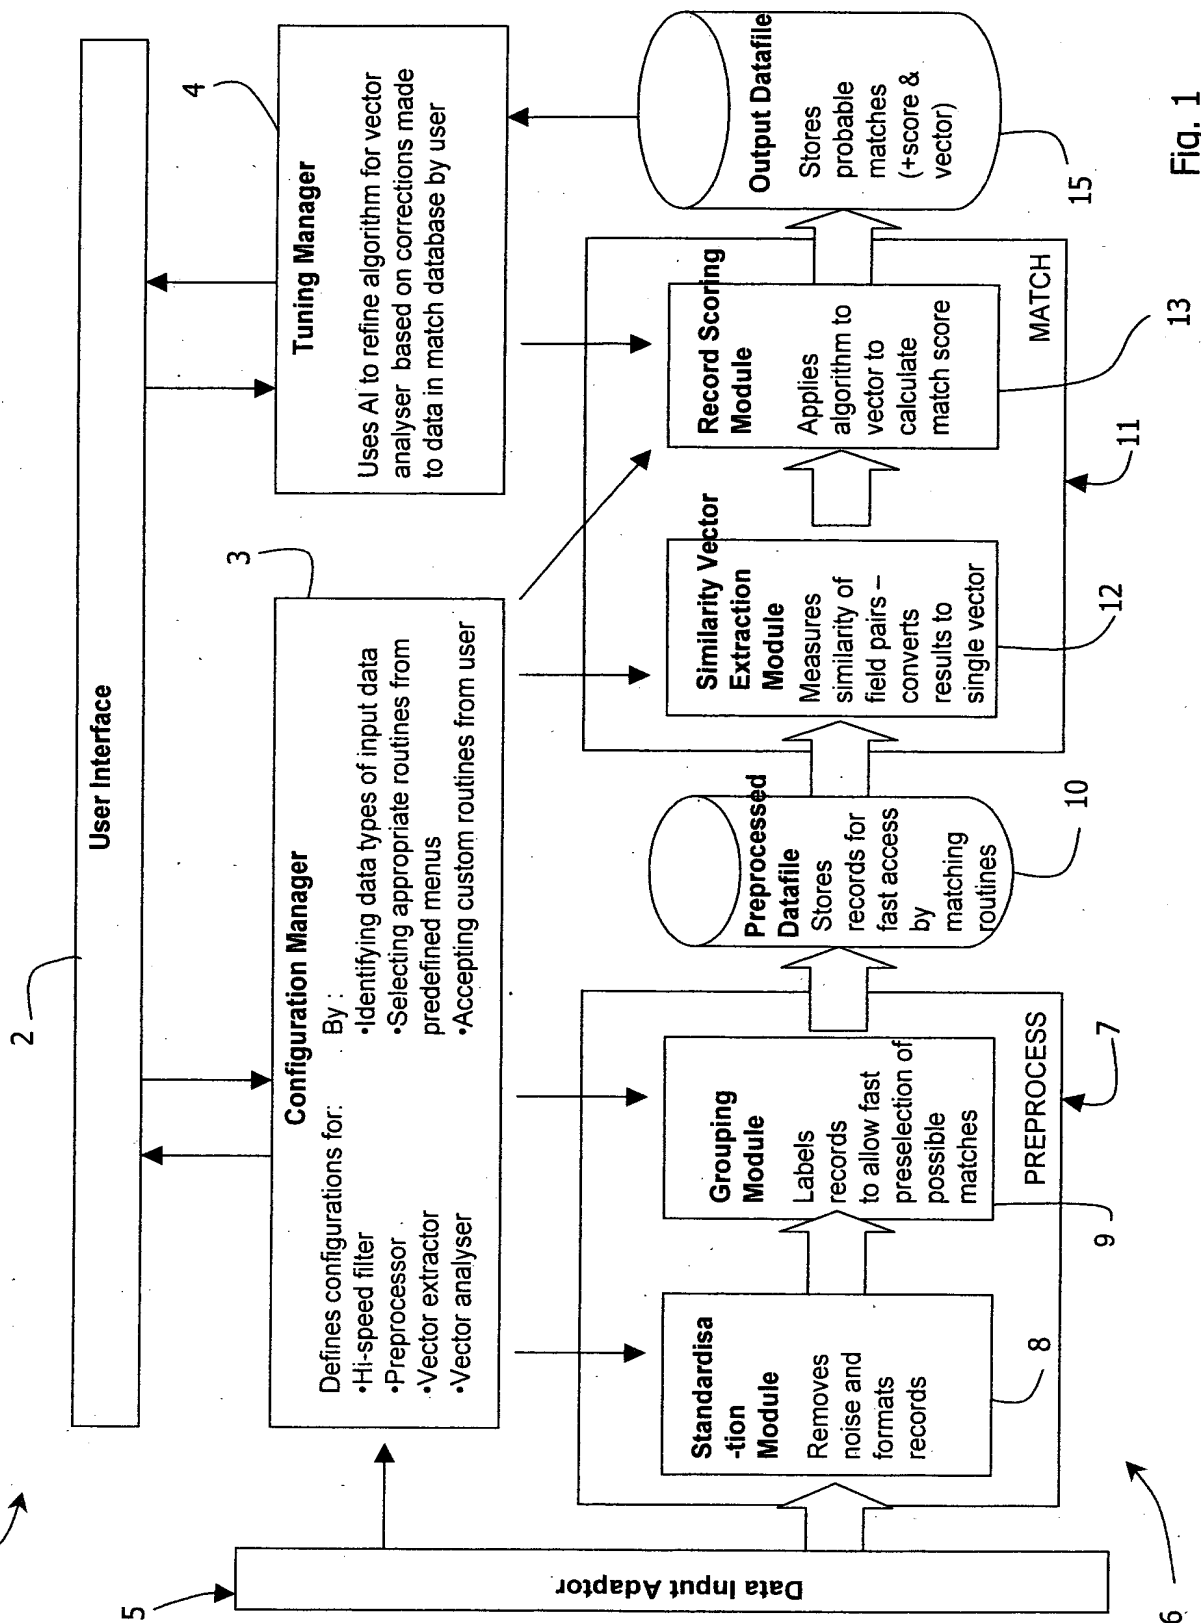 2
User Interface
3
4
Configuration Manager
Defines configurations for:
•Hi-speed filter
•Preprocessor
•Vector extractor
•Vector analyser
By :
•Identifying data types of input data
•Selecting appropriate routines from
predefined menus
•Accepting custom routines from user
Tuning Manager
Uses AI to refine algorithm for vector
analyser based on corrections made
to data in match database by user
5
Data Input Adaptor
Standardisa
-tion
Module
Removes
noise and
formats
records
8
Grouping
Module
Labels
records
to allow fast
preselection of
possible
matches
9
PREPROCESS
7
Preprocessed
Datafile
Stores
records for
fast access
by
matching
routines
10
Similarity Vector
Extraction
Module
Measures
similarity of
field pairs –
converts
results to
single vector
12
Record Scoring
Module
Applies
algorithm to
vector to
calculate
match score
13
MATCH
11
Output Datafile
Stores
probable
matches
(+score &
vector)
15
6
Fig. 1